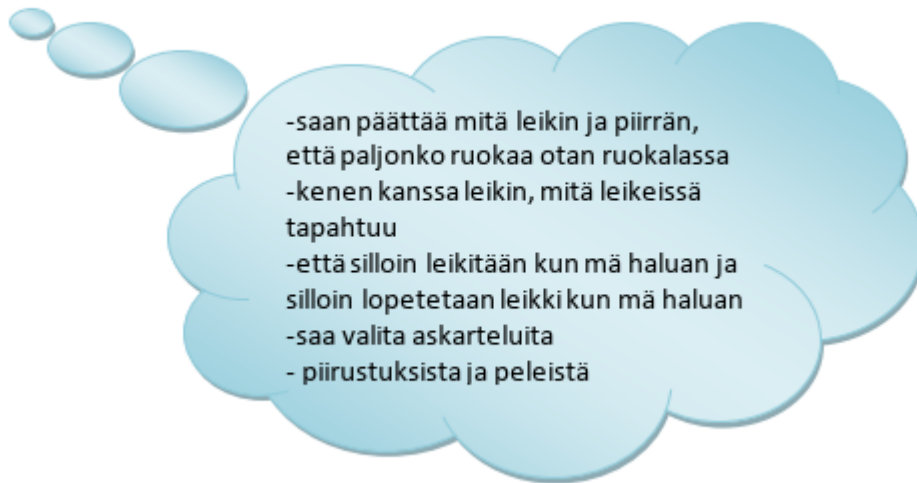 -saan päättää mitä leikin ja piirrän,
että paljonko ruokaa otan ruokalassa
-kenen kanssa leikin, mitä leikeissä
tapahtuu
-että silloin leikitään kun mä haluan ja
silloin lopetetaan leikki kun mä haluan
-saa valita askarteluita
- piirustuksista ja peleistä